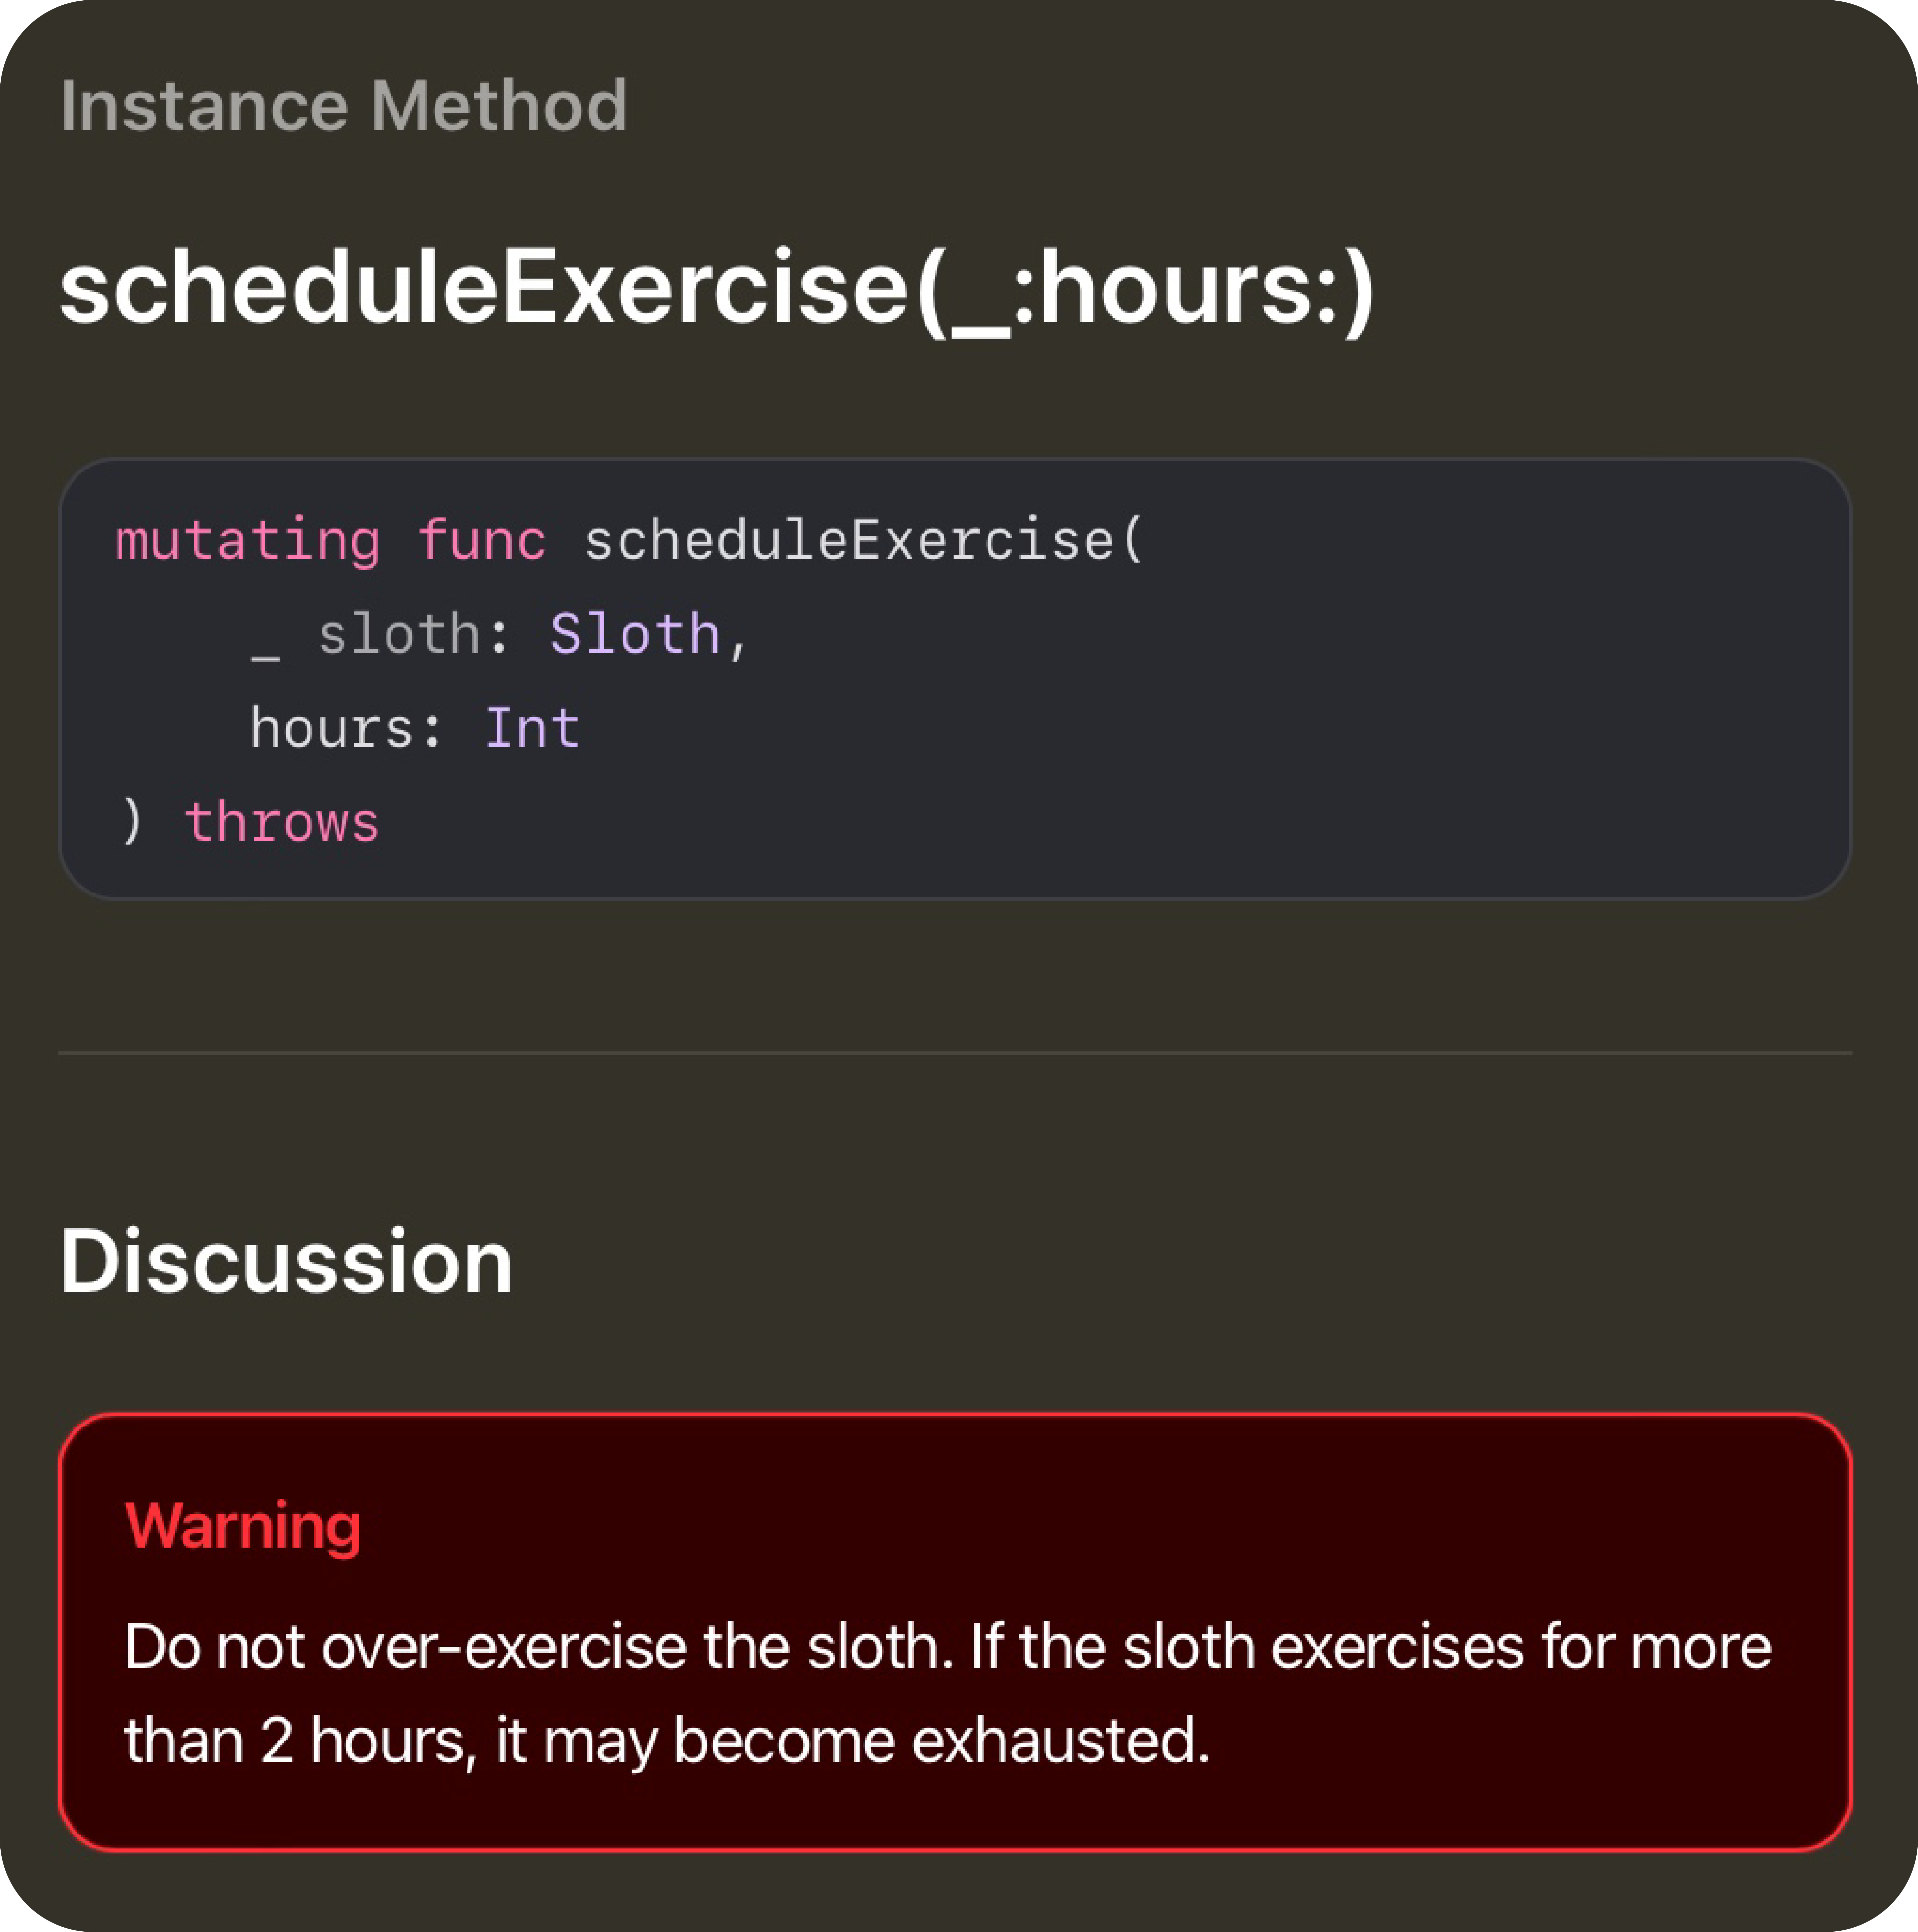 Instance Method
scheduleExercise(_:hours:)
mutating func scheduleExercise(
    _ sloth: Sloth,
    hours: Int
) throws
Discussion
Warning
Do not over-exercise the sloth. If the sloth exercises for more
than 2 hours, it may become exhausted.